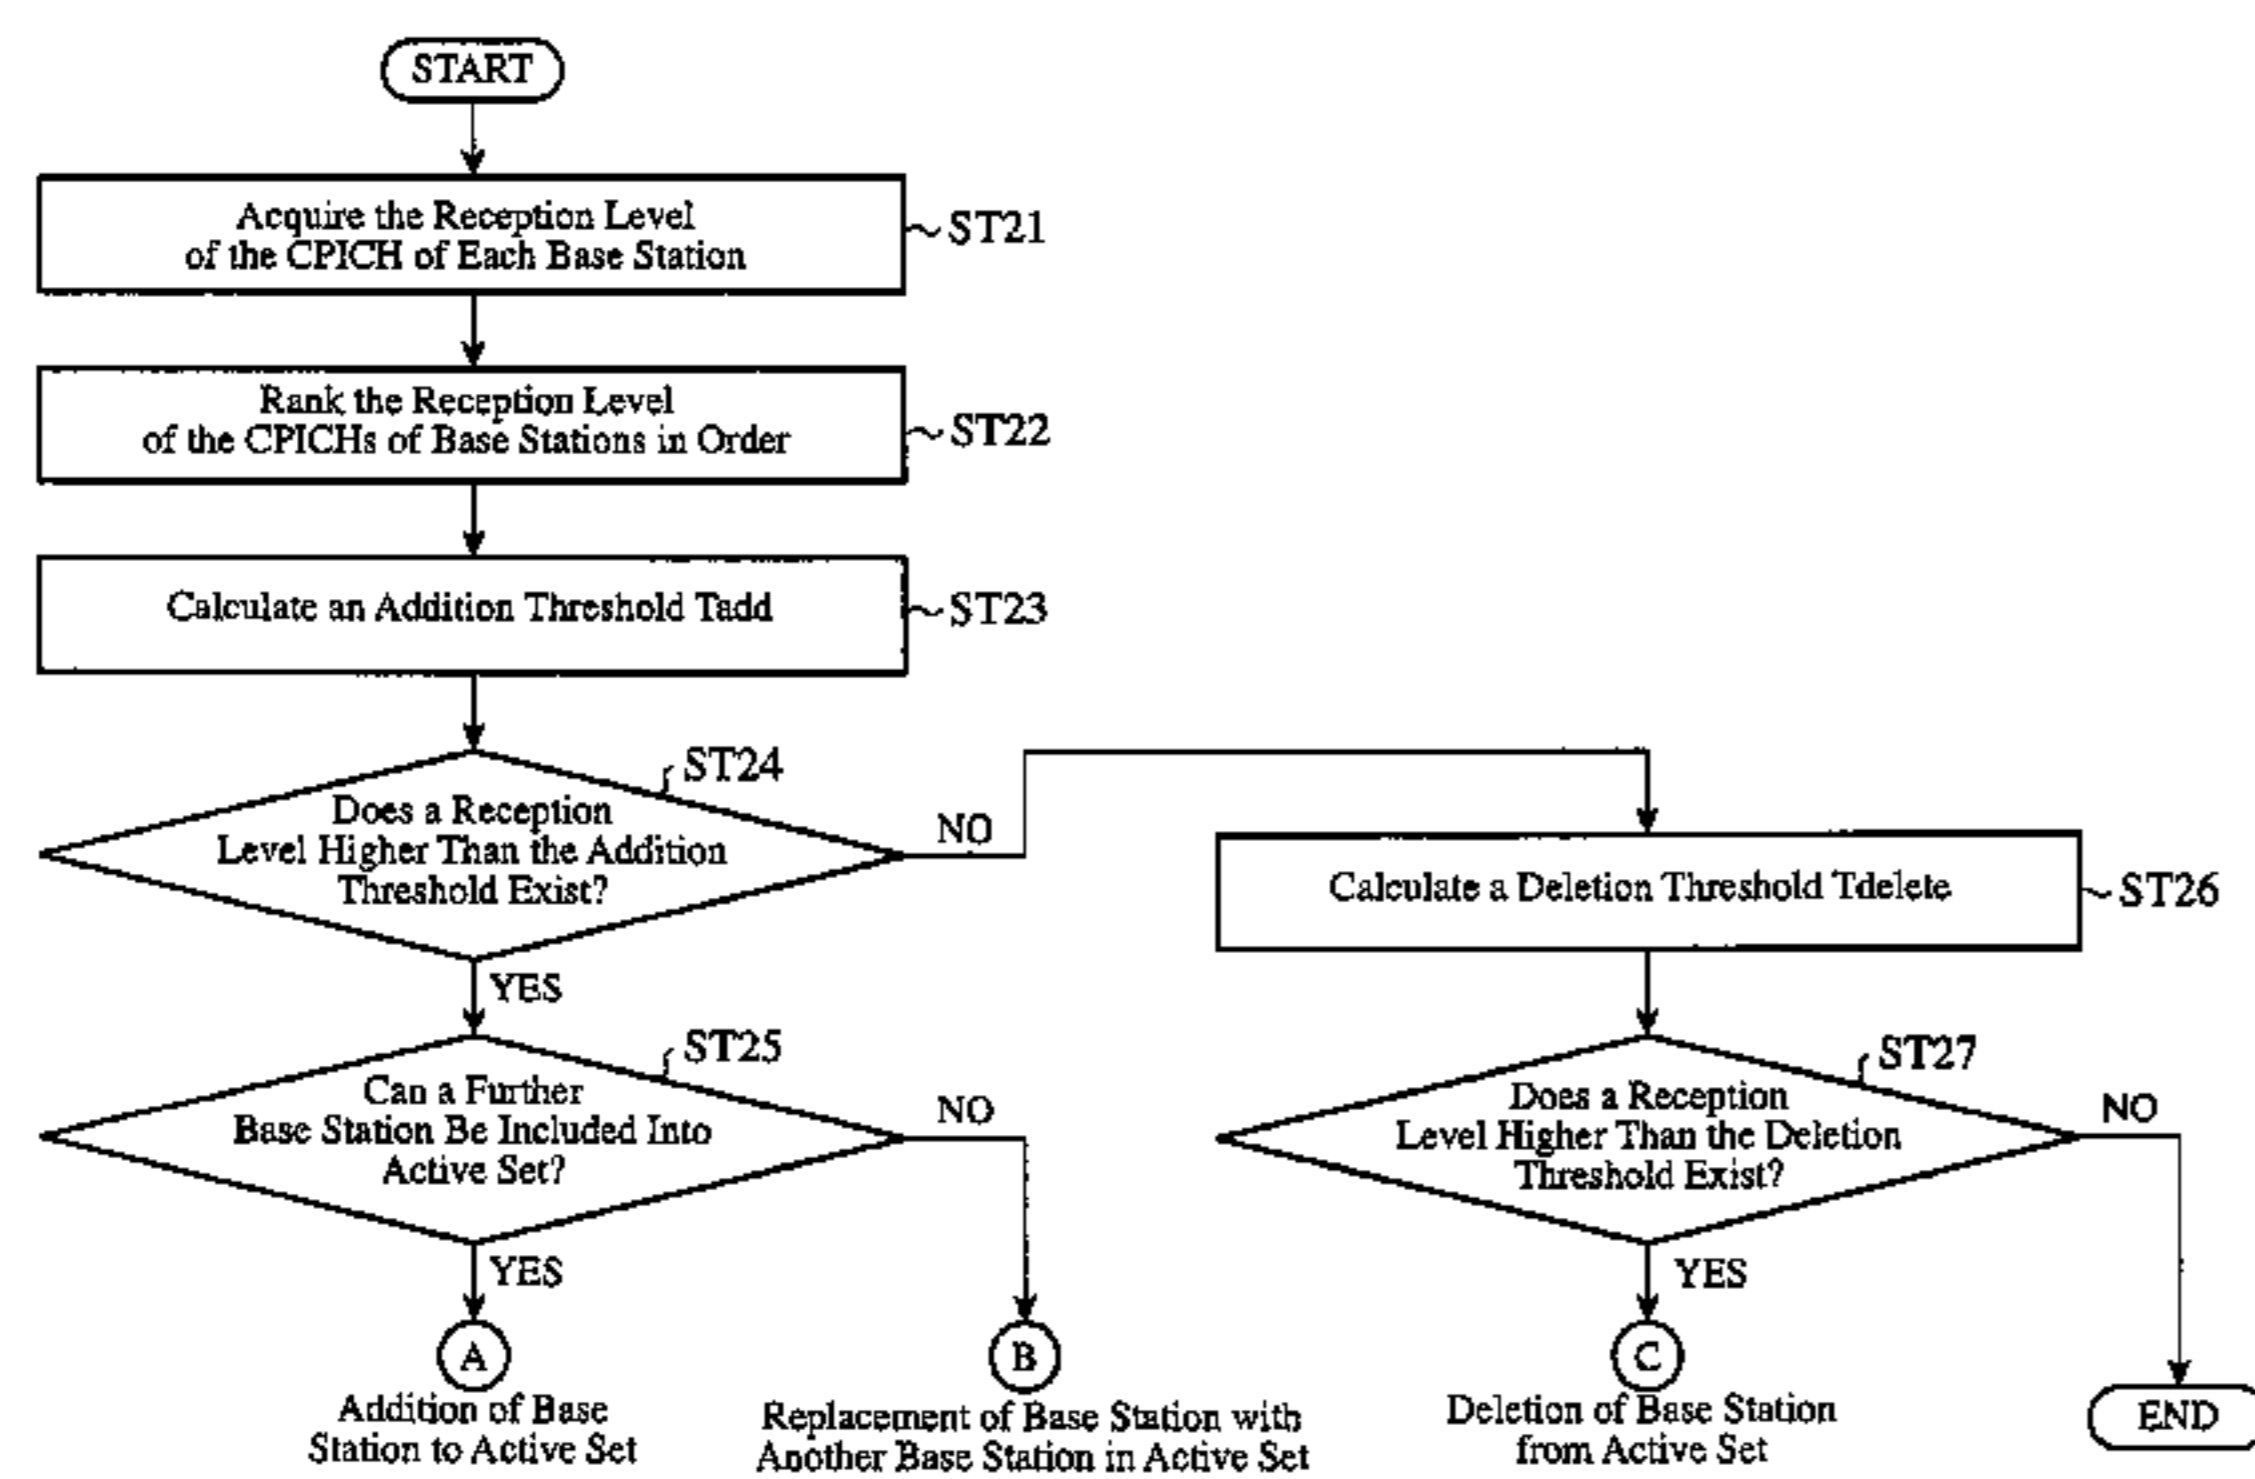 START
Acquire the Reception Level
of the CPICH of Each Base Station
ST21
Rank the Reception Level
of the CPICHs of Base Stations in Order
ST22
Calculate an Addition Threshold Tadd
ST23
ST24
Does a Reception
Level Higher Than the Addition
Threshold Exist?
NO
YES
Calculate a Deletion Threshold Tdelete
ST26
ST25
Can a Further
Base Station Be Included Into
Active Set?
NO
YES
ST27
Does a Reception
Level Higher Than the Deletion
Threshold Exist?
NO
YES
A
Addition of Base
Station to Active Set
B
Replacement of Base Station with
Another Base Station in Active Set
C
Deletion of Base Station
from Active Set
END